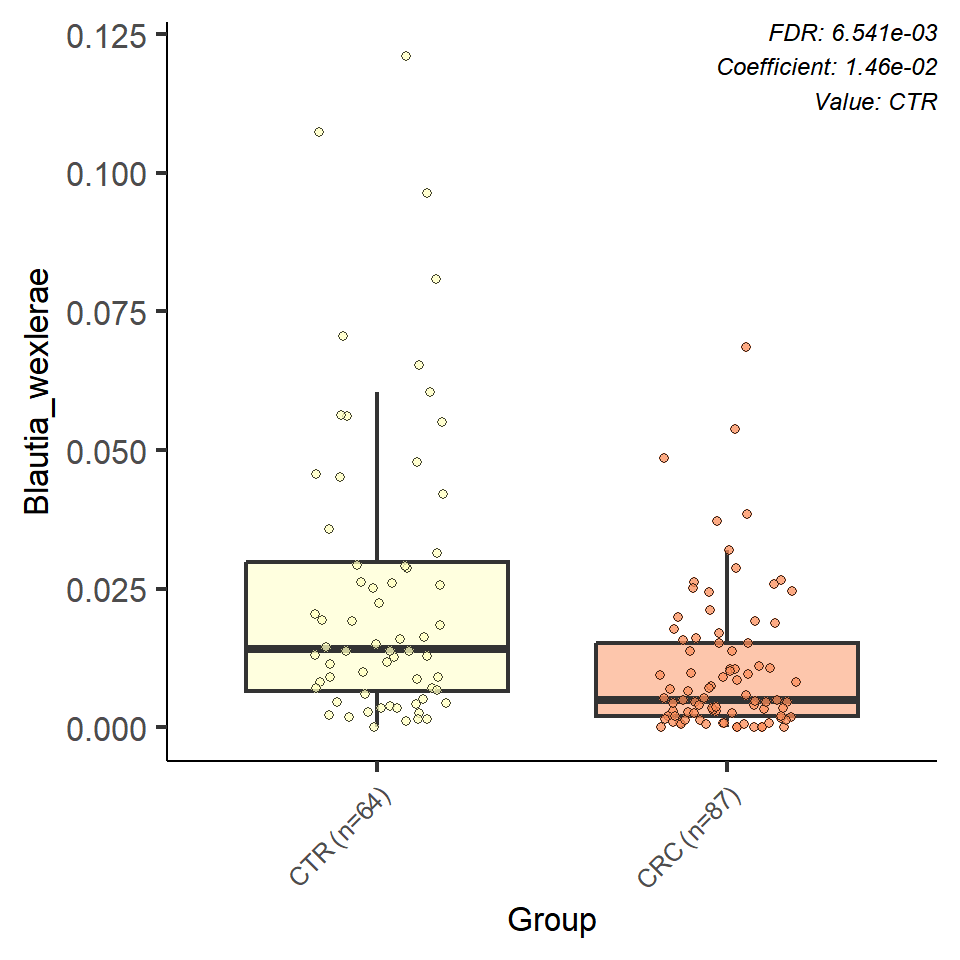 FDR: 6.541e-03
Coefficient: 1.46e-02
Value: CTR
0.125
0.100
0.075
0.050
0.025
0.000
Blautia_wexlerae
CTR (n=64)
CRC (n=87)
Group